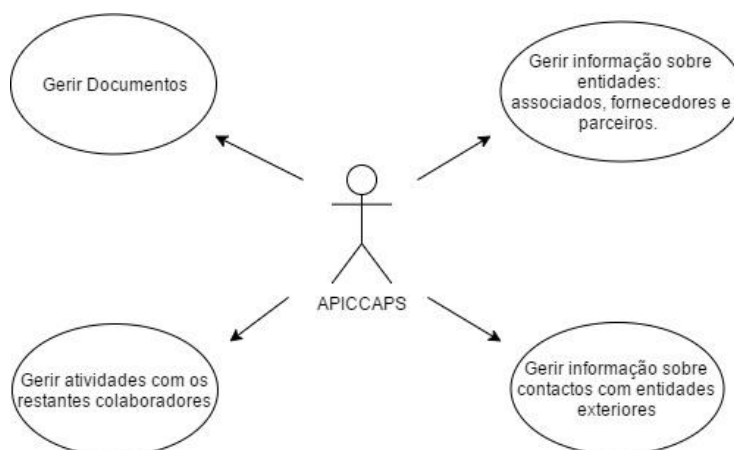 Gerir Documentos
Gerir informação sobre
entidades:
associados, fornecedores e
parceiros.
APICCAPS
Gerir atividades com os
restantes colaboradores
Gerir informação sobre
contactos com entidades
exteriores